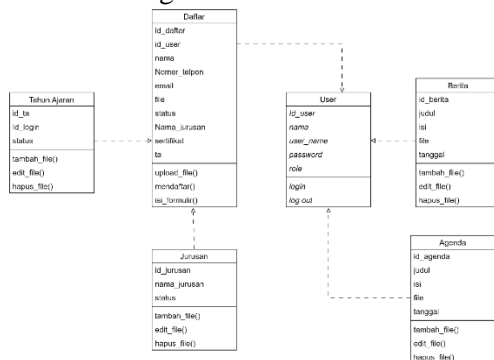 Daftar
id_daftar
id_user
nama
Nomer_telpon
email
file
status
Nama_jurusan
sertifikat
ta
upload_file()
mendaftar()
isi_formulir()
Tahun Ajaran
id_ta
id_login
status
tambah_file()
edit_file()
hapus_file()
User
Id_user
nama
user_name
password
role
login
log out
Berita
id_berita
judul
isi
file
tanggal
tambah_file()
edit_file()
hapus_file()
Jurusan
id_jurusan
nama_jurusan
status
tambah_file()
edit_file()
hapus_file()
Agenda
id_agenda
judul
isi
file
tanggal
tambah_file()
edit_file()
hapus_file()